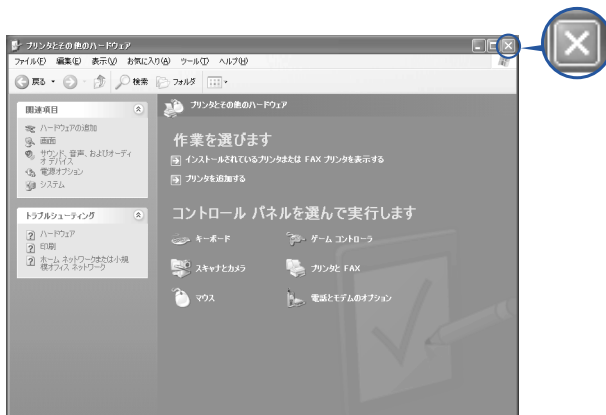 プリンタとその他のハードウェア
ファイル(F) 編集(E) 表示(V) お気に入り(A) ツール(T) ヘルプ(H)
戻る 検索 フォルダ
関連項目
ハードウェアの追加
画面
サウンド、音声、およびオーディ
オ デバイス
電源オプション
システム
トラブルシューティング
ハードウェア
印刷
ホーム ネットワークまたは小規
模オフィス ネットワーク
プリンタとその他のハードウェア
作業を選びます
インストールされているプリンタまたは FAX プリンタを表示する
プリンタを追加する
コントロール パネルを選んで実行します
キーボード
ゲーム コントローラ
スキャナとカメラ
プリンタと FAX
マウス
電話とモデムのオプション